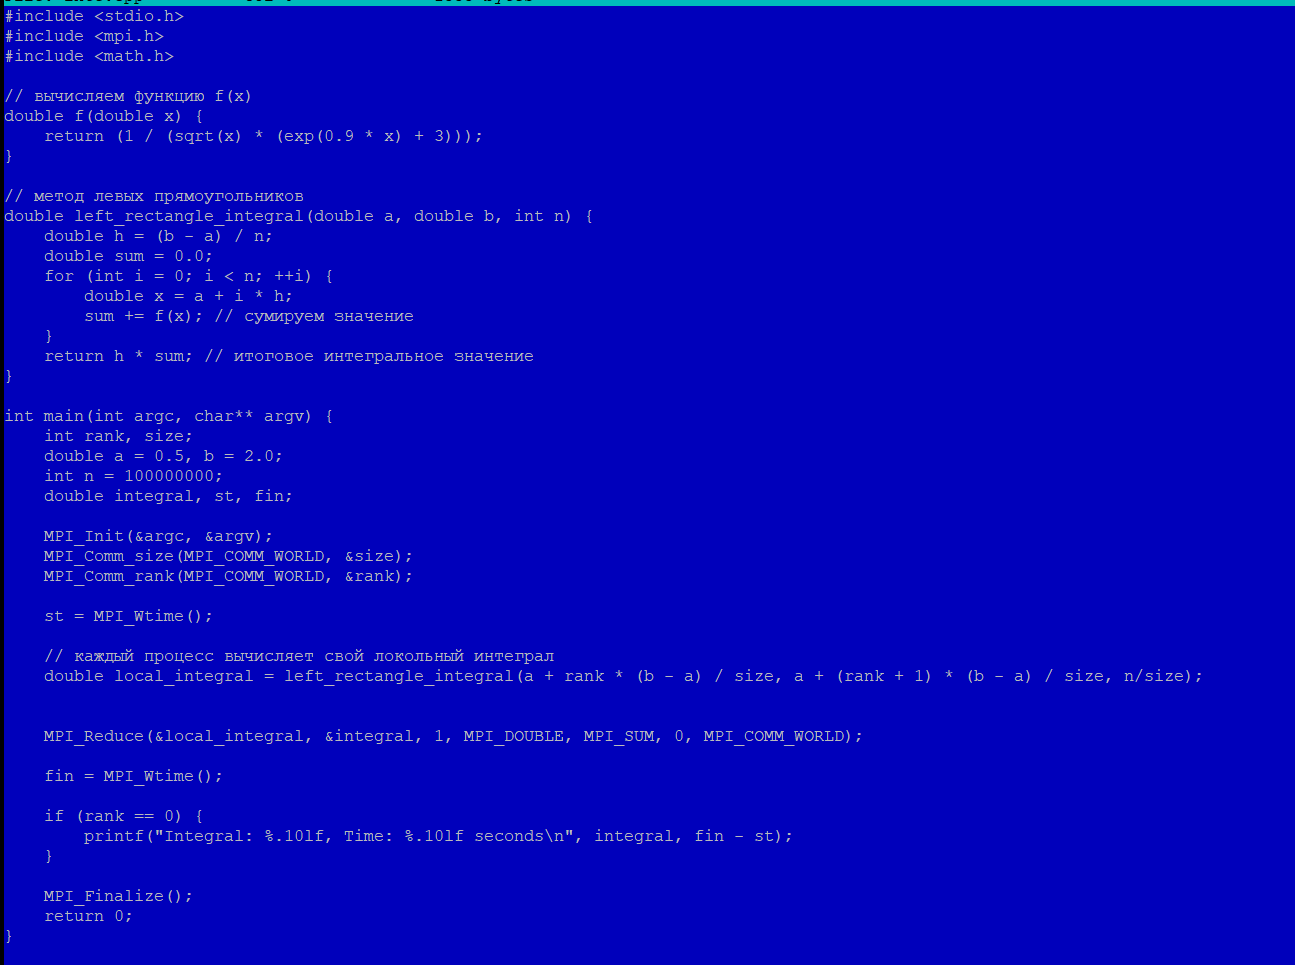 #include <stdio.h>
#include <mpi.h>
#include <math.h>

// вычисляем функцию f(x)
double f(double x) {
    return (1 / (sqrt(x) * (exp(0.9 * x) + 3)));
}

// метод левых прямоугольников
double left_rectangle_integral(double a, double b, int n) {
    double h = (b - a) / n;
    double sum = 0.0;
    for (int i = 0; i < n; ++i) {
        double x = a + i * h;
        sum += f(x); // сумируем значение
    }
    return h * sum; // итоговое интегральное значение
}

int main(int argc, char** argv) {
    int rank, size;
    double a = 0.5, b = 2.0;
    int n = 100000000;
    double integral, st, fin;

    MPI_Init(&argc, &argv);
    MPI_Comm_size(MPI_COMM_WORLD, &size);
    MPI_Comm_rank(MPI_COMM_WORLD, &rank);

    st = MPI_Wtime();

    // каждый процесс вычисляет свой локольный интеграл
    double local_integral = left_rectangle_integral(a + rank * (b - a) / size, a + (rank + 1) * (b - a) / size, n/size);


    MPI_Reduce(&local_integral, &integral, 1, MPI_DOUBLE, MPI_SUM, 0, MPI_COMM_WORLD);

    fin = MPI_Wtime();

    if (rank == 0) {
        printf("Integral: %.10lf, Time: %.10lf seconds\n", integral, fin - st);
    }

    MPI_Finalize();
    return 0;
}